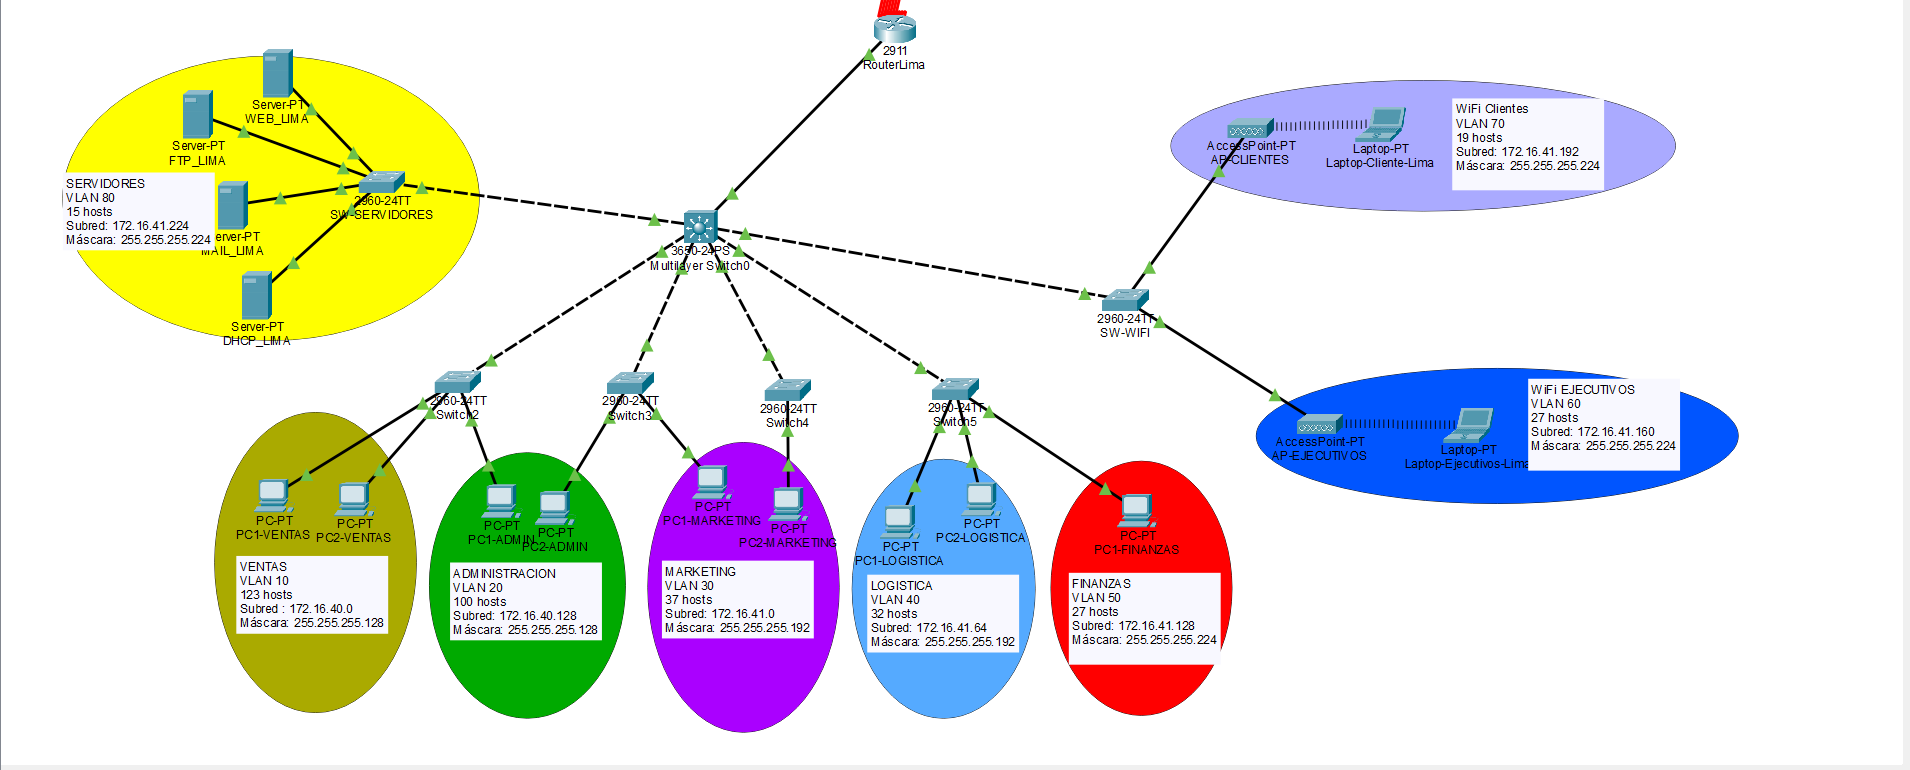 2911
RouterLima
Server-PT
WEB_LIMA
Server-PT
FTP_LIMA
SERVIDORES
VLAN 80
15 hosts
Subred: 172.16.41.224
Máscara: 255.255.255.224
2960-24TT
SW-SERVIDORES
erver-PT
MAIL_LIMA
Server-PT
DHCP_LIMA
3650-24PS
Multilayer Switch0
AccessPoint-PT
AP-CLIENTES
Laptop-PT
Laptop-Cliente-Lima
WiFi Clientes
VLAN 70
19 hosts
Subred: 172.16.41.192
Máscara: 255.255.255.224
2960-24TT
SW-WIFI
AccessPoint-PT
AP-EJECUTIVOS
Laptop-PT
Laptop-Ejecutivos-Lima
WiFi EJECUTIVOS
VLAN 60
27 hosts
Subred: 172.16.41.160
Máscara: 255.255.255.224
2960-24TT
Switch2
2960-24TT
Switch3
2960-24TT
Switch4
2960-24TT
Switch5
PC-PT
PC1-VENTAS
PC-PT
PC2-VENTAS
VENTAS
VLAN 10
123 hosts
Subred : 172.16.40.0
Máscara: 255.255.255.128
PC-PT
PC1-ADMIN
PC-PT
PC2-ADMIN
ADMINISTRACION
VLAN 20
100 hosts
Subred: 172.16.40.128
Máscara: 255.255.255.128
PC-PT
PC1-MARKETING
PC-PT
PC2-MARKETING
MARKETING
VLAN 30
37 hosts
Subred: 172.16.41.0
Máscara: 255.255.255.192
PC-PT
PC1-LOGISTICA
PC-PT
PC2-LOGISTICA
LOGISTICA
VLAN 40
32 hosts
Subred: 172.16.41.64
Máscara: 255.255.255.192
PC-PT
PC1-FINANZAS
FINANZAS
VLAN 50
27 hosts
Subred: 172.16.41.128
Máscara: 255.255.255.224